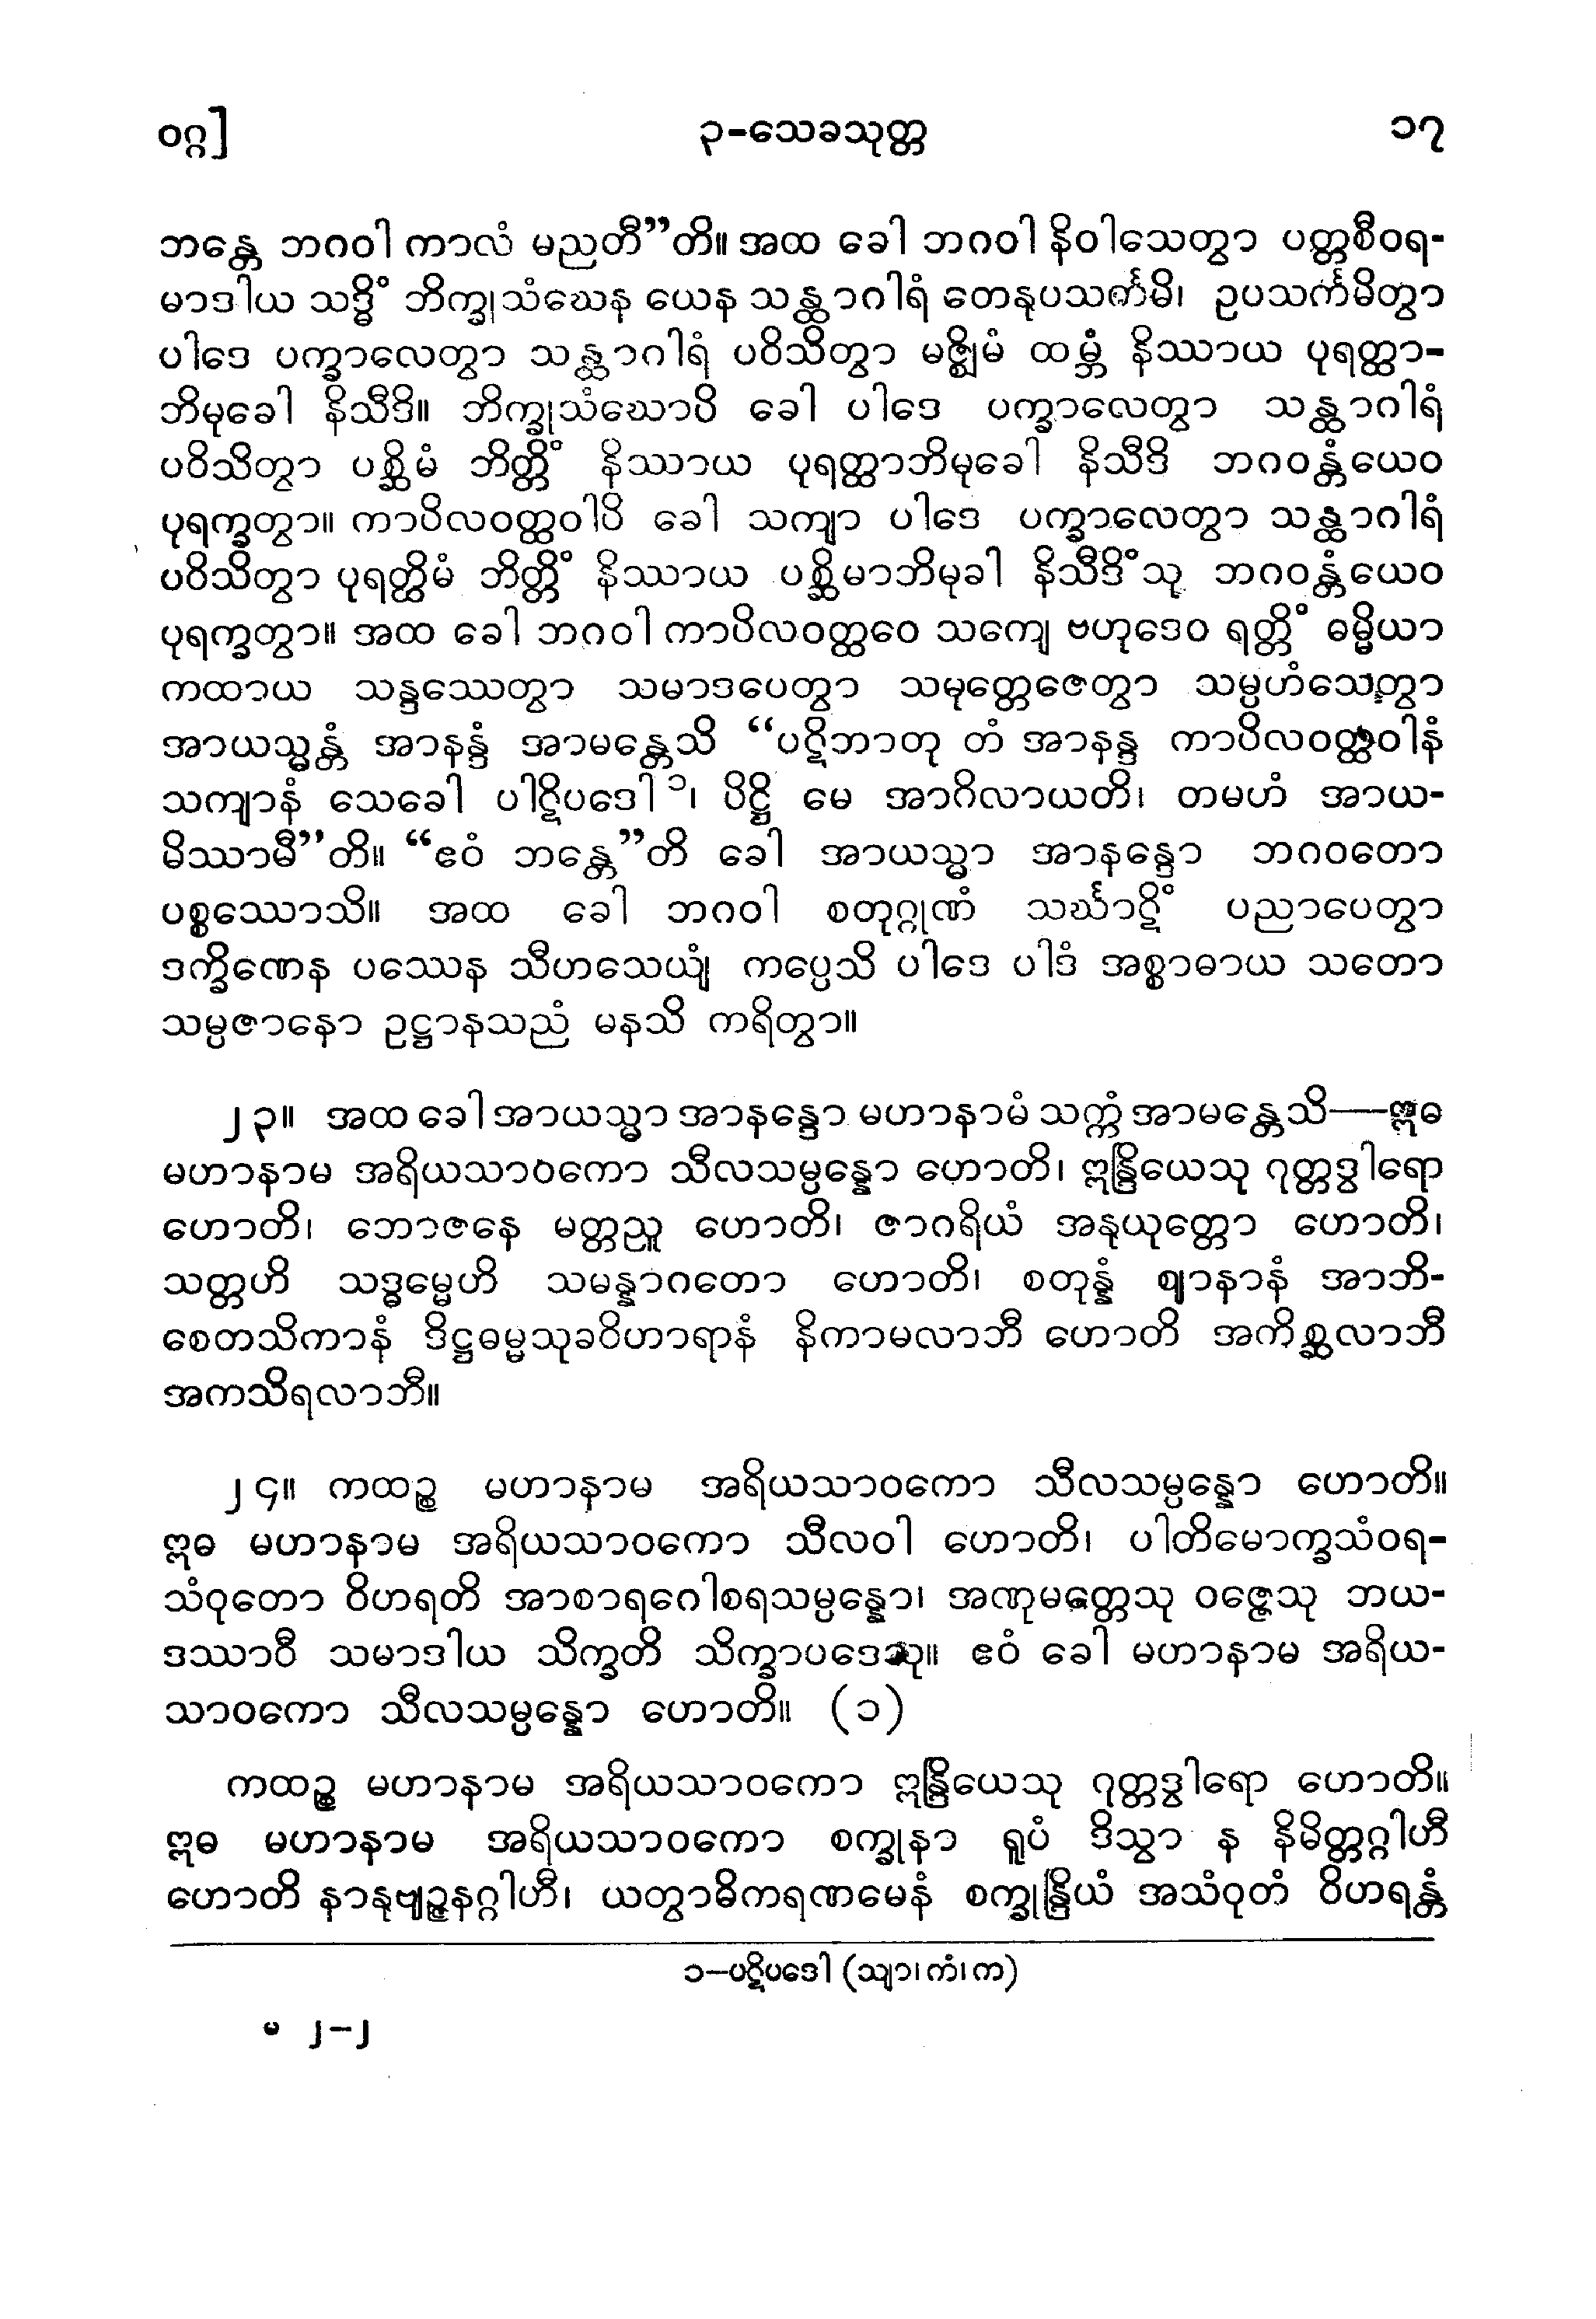 ဝဂ္ဂ] ၃-သေခသုတ္တ ၁၇
ဘန္တေ ဘဂဝါ ကာလံ မညတီ”တိ။ အထ ခေါ ဘဂဝါ နိဝါသေတွာ ပတ္တစီဝရ-
မာဒါယ သဒ္ဓိံ ဘိက္ခုသံဃေန ယေန သန္ထာဂါရံ တေနုပသင်္ကမိ၊ ဥပသင်္ကမိတွာ
ပါဒေ ပက္ခာလေတွာ သန္ထာဂါရံ ပဝိသိတွာ မဇ္ဈိမံ ထမ္ဘံ နိဿာယ ပုရတ္ထာ-
ဘိမုခေါ နိသီဒိ။ ဘိက္ခုသံဃောပိ ခေါ ပါဒေ ပက္ခာလေတွာ သန္ထာဂါရံ
ပဝိသိတွာ ပစ္ဆိမံ ဘိတ္တိံ နိဿာယ ပုရတ္ထာဘိမုခေါ နိသီဒိ ဘဂဝန္တံယေဝ
ပုရက္ခတွာ။ ကာပိလဝတ္ထဝါပိ ခေါ သကျာ ပါဒေ ပက္ခာလေတွာ သန္ထာဂါရံ
ပဝိသိတွာ ပုရတ္ထိမံ ဘိတ္တိံ နိဿာယ ပစ္ဆိမာဘိမုခါ နိသီဒိံသု ဘဂဝန္တံယေဝ
ပုရက္ခတွာ။ အထ ခေါ ဘဂဝါ ကာပိလဝတ္ထဝေ သကျေ ဗဟုဒေဝ ရတ္တိံ ဓမ္မိယာ
ကထာယ သန္ဒဿေတွာ သမာဒပေတွာ သမုတ္တေဇေတွာ သမ္ပဟံသေတွာ
အာယသ္မန္တံ အာနန္ဒံ အာမန္တေသိ “ပဋိဘာတု တံ အာနန္ဒ ကာပိလဝတ္ထဝါနံ
သကျာနံ သေခေါ ပါဋိပဒေါ ၁၊ ပိဋ္ဌိ မေ အာဂိလာယတိ၊ တမဟံ အာယ-
မိဿာမီ”တိ။ “ဧဝံ ဘန္တေ”တိ ခေါ အာယသ္မာ အာနန္ဒော ဘဂဝတော
ပစ္စဿောသိ။ အထ ခေါ ဘဂဝါ စတုဂ္ဂုဏံ သင်္ဃာဋိံ ပညာပေတွာ
ဒက္ခိဏေန ပဿေန သီဟသေယျံ ကပ္ပေသိ ပါဒေ ပါဒံ အစ္စာဓာယ သတော
သမ္ပဇာနော ဥဋ္ဌာနသညံ မနသိ ကရိတွာ။
၂၃။ အထ ခေါ အာယသ္မာ အာနန္ဒော မဟာနာမံ သက္ကံ အာမန္တေသိ—ဣဓ
မဟာနာမ အရိယသာဝကော သီလသမ္ပန္နော ဟောတိ၊ ဣန္ဒြိယေသု ဂုတ္တဒွါရော
ဟောတိ၊ ဘောဇနေ မတ္တညူ ဟောတိ၊ ဇာဂရိယံ အနုယုတ္တော ဟောတိ၊
သတ္တဟိ သဒ္ဓမ္မေဟိ သမန္နာဂတော ဟောတိ၊ စတုန္နံ ဈာနာနံ အာဘိ-
စေတသိကာနံ ဒိဋ္ဌဓမ္မသုခဝိဟာရာနံ နိကာမလာဘီ ဟောတိ အကိစ္ဆလာဘီ
အကသိရလာဘီ။
၂၄။ ကထဉ္စ မဟာနာမ အရိယသာဝကော သီလသမ္ပန္နော ဟောတိ။
ဣဓ မဟာနာမ အရိယသာဝကော သီလဝါ ဟောတိ၊ ပါတိမောက္ခသံဝရ-
သံဝုတော ဝိဟရတိ အာစာရဂေါစရသမ္ပန္နော၊ အဏုမတ္တေသု ဝဇ္ဇေသု ဘယ-
ဒဿာဝီ သမာဒါယ သိက္ခတိ သိက္ခာပဒေသု။ ဧဝံ ခေါ မဟာနာမ အရိယ-
သာဝကော သီလသမ္ပန္နော ဟောတိ။ (၁)
ကထဉ္စ မဟာနာမ အရိယသာဝကော ဣန္ဒြိယေသု ဂုတ္တဒွါရော ဟောတိ။
ဣဓ မဟာနာမ အရိယသာဝကော စက္ခုနာ ရူပံ ဒိသွာ န နိမိတ္တဂ္ဂါဟီ
ဟောတိ နာနုဗျဉ္ဇနဂ္ဂါဟီ၊ ယတွာဓိကရဏမေနံ စက္ခုန္ဒြိယံ အသံဝုတံ ဝိဟရန္တံ
၁—ပဋိပဒေါ (သျာ၊ ကံ၊ က)
မ ၂-၂